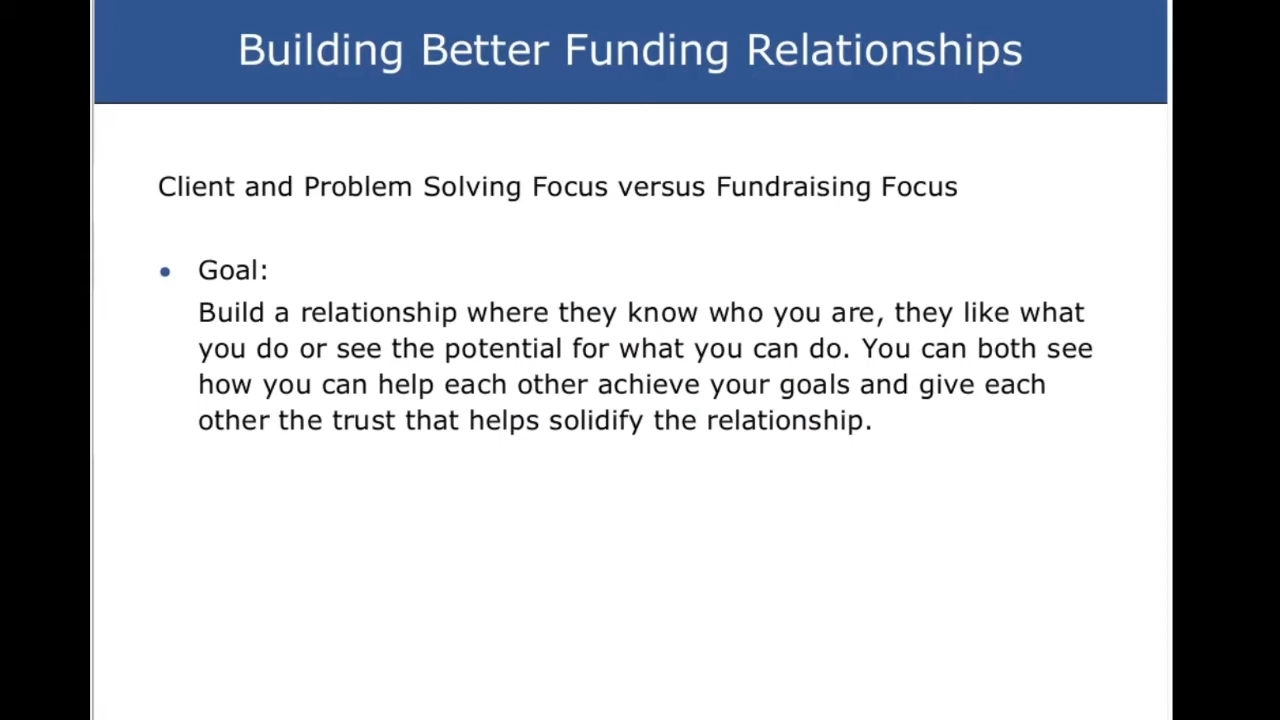 Building Better Funding Relationships
Client and Problem Solving Focus versus Fundraising Focus
• Goal:
Build a relationship where they know who you are, they like what
you do or see the potential for what you can do. You can both see
how you can help each other achieve your goals and give each
other the trust that helps solidify the relationship.